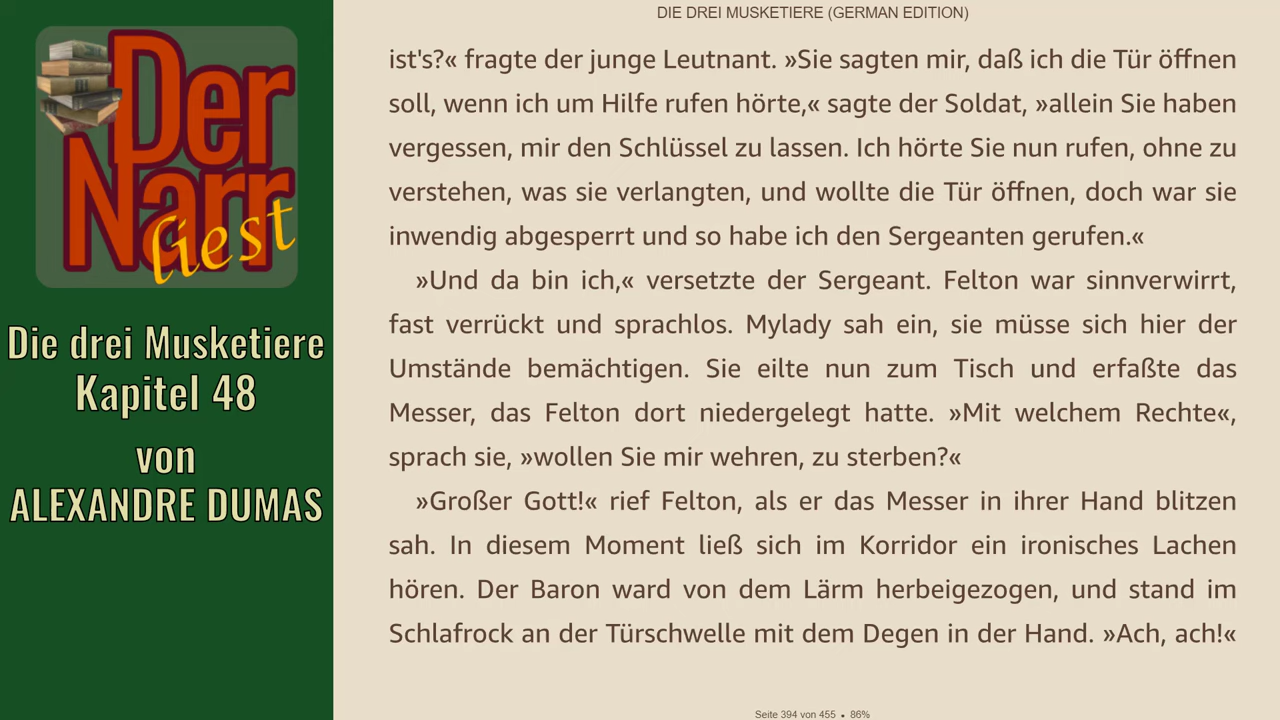 Der
Narr
liest
Die drei Musketiere
Kapitel 48
von
ALEXANDRE DUMAS
DIE DREI MUSKETIERE (GERMAN EDITION)
ist's?« fragte der junge Leutnant. »Sie sagten mir, daß ich die Tür öffnen
soll, wenn ich um Hilfe rufen hörte,« sagte der Soldat, »allein Sie haben
vergessen, mir den Schlüssel zu lassen. Ich hörte Sie nun rufen, ohne zu
verstehen, was sie verlangten, und wollte die Tür öffnen, doch war sie
inwendig abgesperrt und so habe ich den Sergeanten gerufen.«
»Und da bin ich,« versetzte der Sergeant. Felton war sinnverwirrt,
fast verrückt und sprachlos. Mylady sah ein, sie müsse sich hier der
Umstände bemächtigen. Sie eilte nun zum Tisch und erfaßte das
Messer, das Felton dort niedergelegt hatte. »Mit welchem Rechte«,
sprach sie, »wollen Sie mir wehren, zu sterben?«
»Großer Gott!« rief Felton, als er das Messer in ihrer Hand blitzen
sah. In diesem Moment ließ sich im Korridor ein ironisches Lachen
hören. Der Baron ward von dem Lärm herbeigezogen, und stand im
Schlafrock an der Türschwelle mit dem Degen in der Hand. »Ach, ach!«
Seite 394 von 455 • 86%